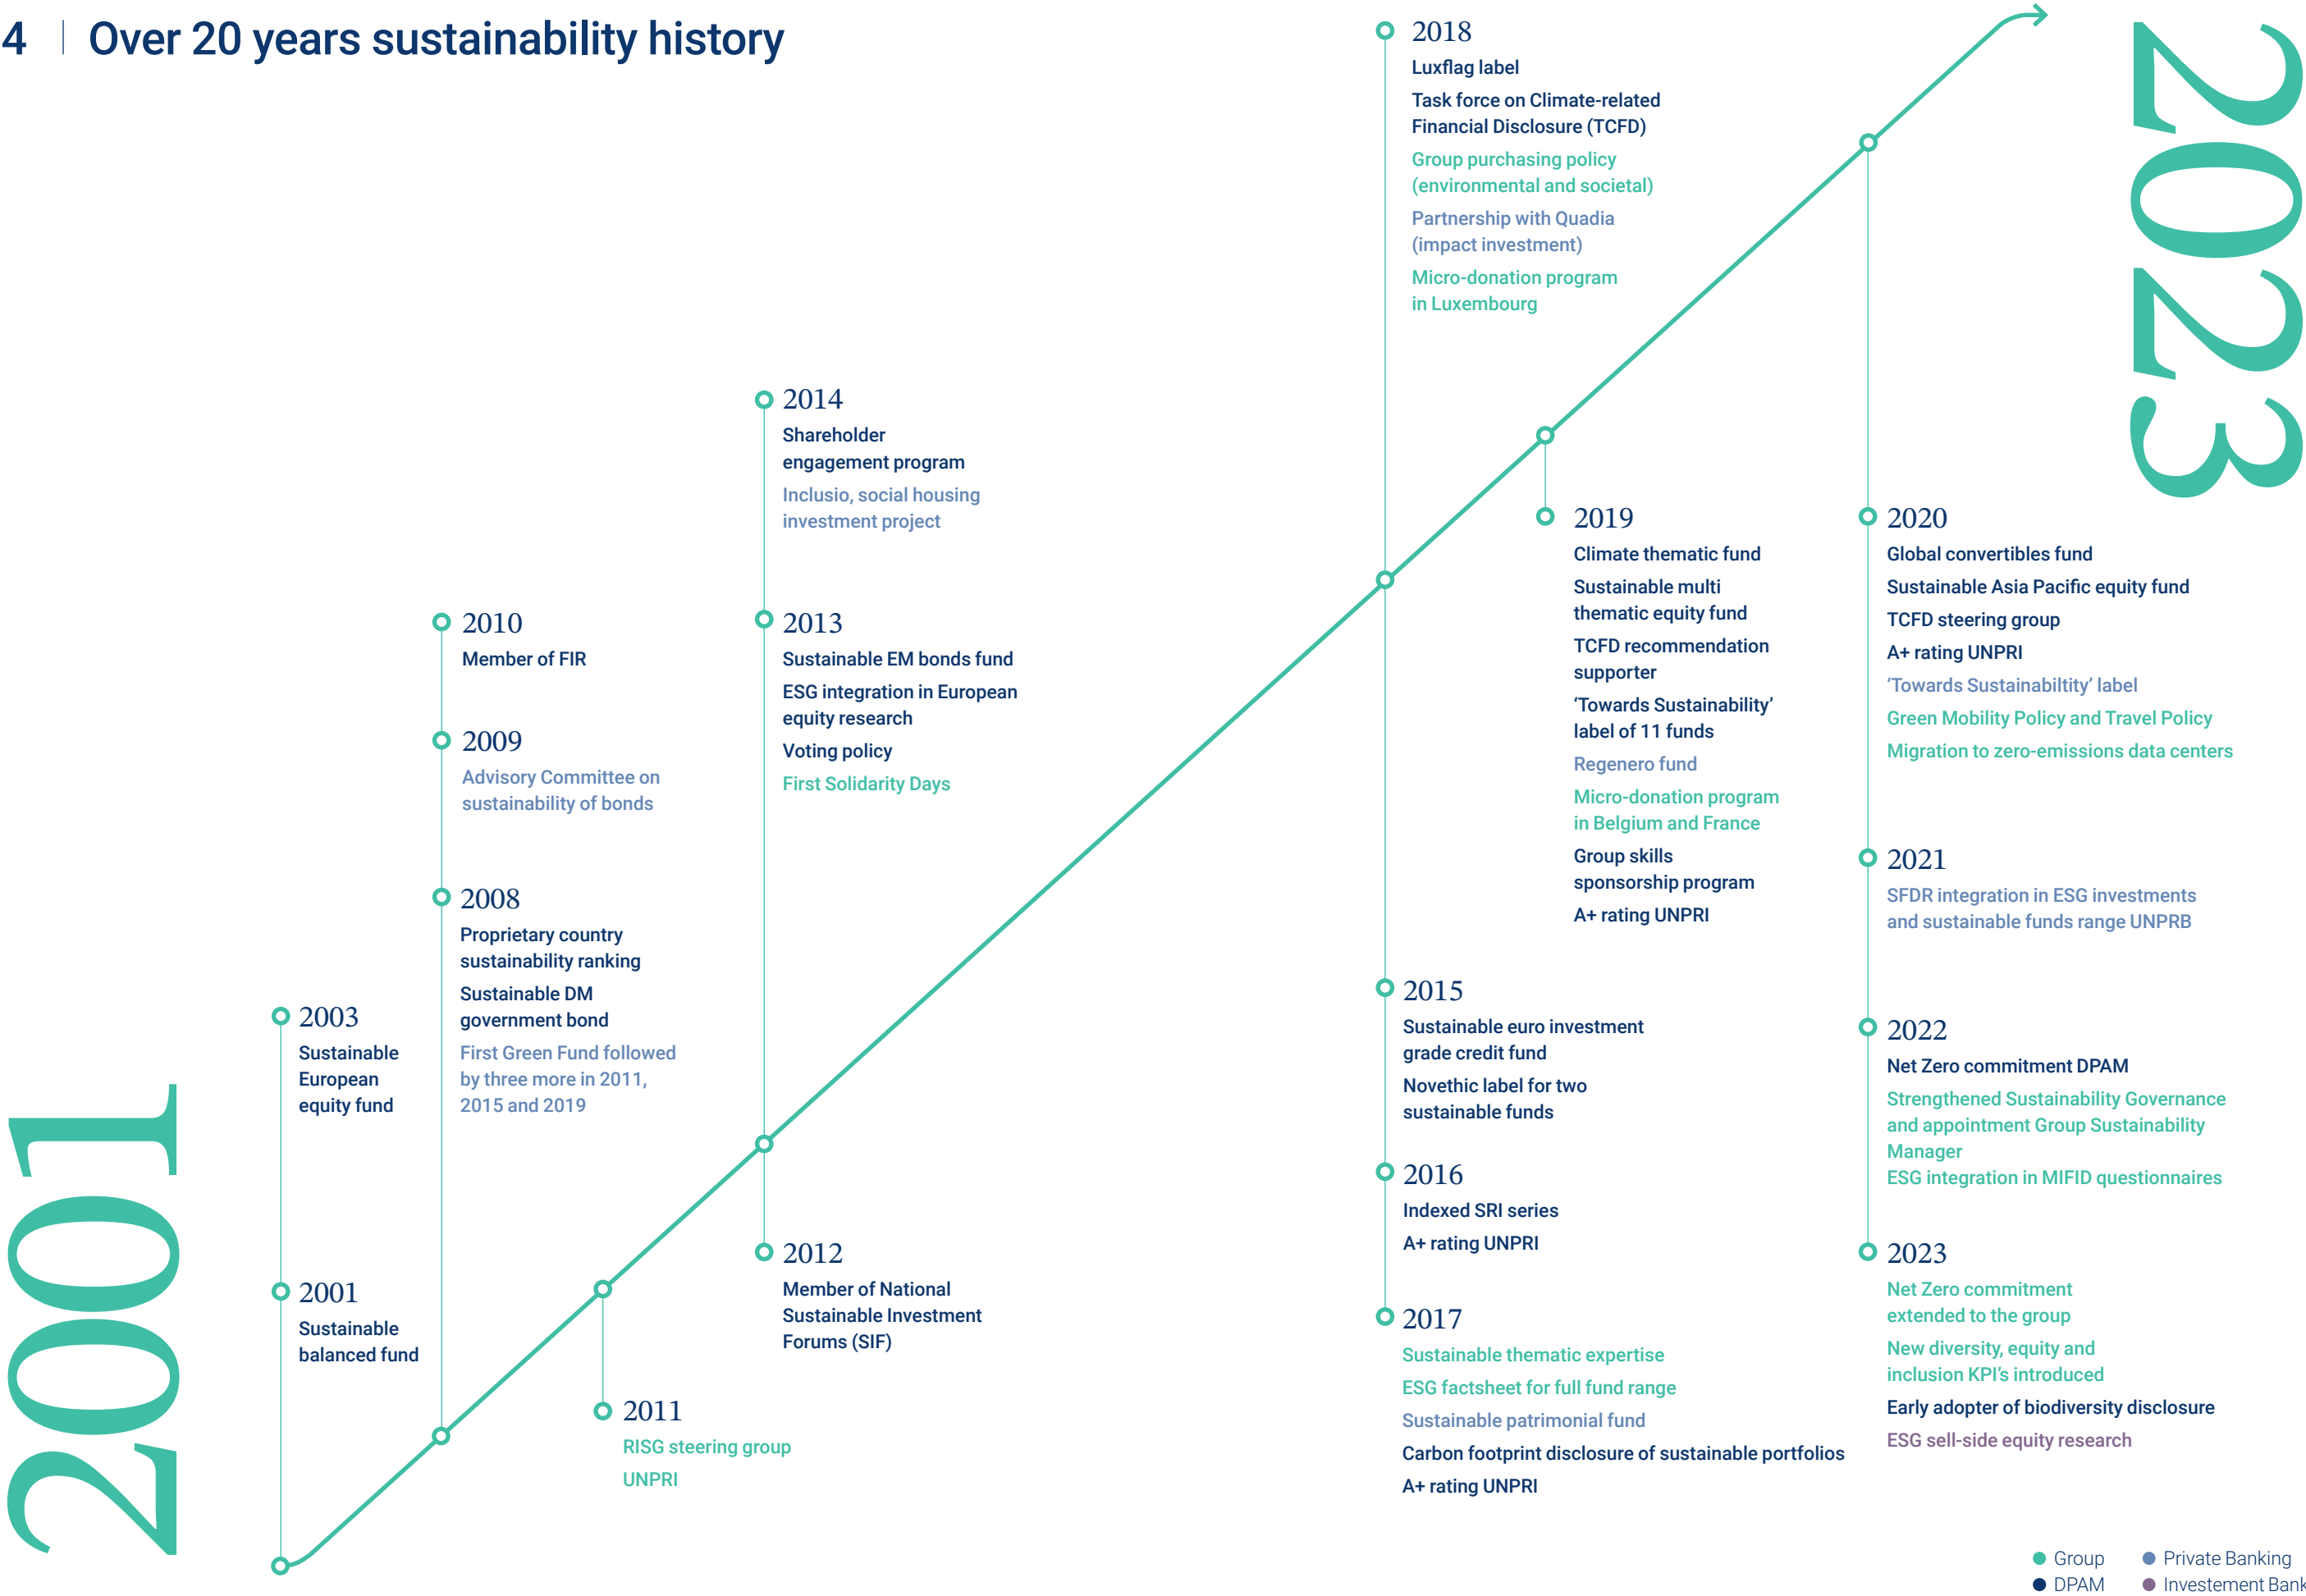 4 | Over 20 years sustainability history
2001
2003
Sustainable
European
equity fund
2001
Sustainable
balanced fund
2010
Member of FIR
2009
Advisory Committee on
sustainability of bonds
2008
Proprietary country
sustainability ranking
Sustainable DM
government bond
First Green Fund followed
by three more in 2011,
2015 and 2019
2011
RISG steering group
UNPRI
2014
Shareholder
engagement program
Inclusio, social housing
investment project
2013
Sustainable EM bonds fund
ESG integration in European
equity research
Voting policy
First Solidarity Days
2012
Member of National
Sustainable Investment
Forums (SIF)
2018
Luxflag label
Task force on Climate-related
Financial Disclosure (TCFD)
Group purchasing policy
(environmental and societal)
Partnership with Quadia
(impact investment)
Micro-donation program
in Luxembourg
2015
Sustainable euro investment
grade credit fund
Novethic label for two
sustainable funds
2016
Indexed SRI series
A+ rating UNPRI
2017
Sustainable thematic expertise
ESG factsheet for full fund range
Sustainable patrimonial fund
Carbon footprint disclosure of sustainable portfolios
A+ rating UNPRI
2019
Climate thematic fund
Sustainable multi
thematic equity fund
TCFD recommendation
supporter
‘Towards Sustainability’
label of 11 funds
Regenero fund
Micro-donation program
in Belgium and France
Group skills
sponsorship program
A+ rating UNPRI
2020
Global convertibles fund
Sustainable Asia Pacific equity fund
TCFD steering group
A+ rating UNPRI
‘Towards Sustainabiltity’ label
Green Mobility Policy and Travel Policy
Migration to zero-emissions data centers
2021
SFDR integration in ESG investments
and sustainable funds range UNPRB
2022
Net Zero commitment DPAM
Strengthened Sustainability Governance
and appointment Group Sustainability
Manager
ESG integration in MIFID questionnaires
2023
Net Zero commitment
extended to the group
New diversity, equity and
inclusion KPI’s introduced
Early adopter of biodiversity disclosure
ESG sell-side equity research
2023
Group
Private Banking
DPAM
Investement Bank